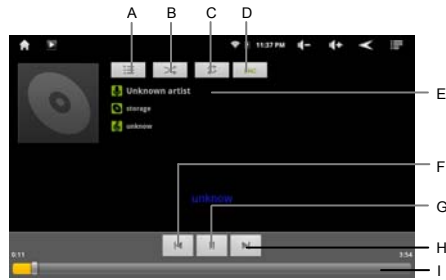 A B C D
11:37 PM
Unknown artist
E
storage
unknow
F
unknow
G
H
0:11 3:54
I